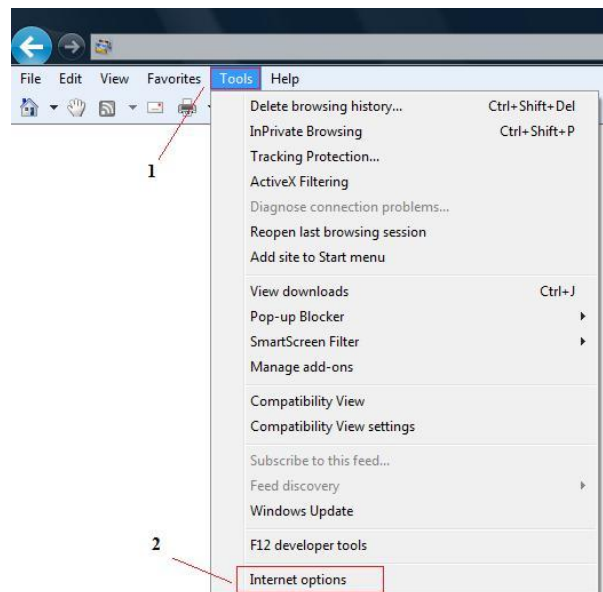 File Edit View Favorites Tools Help
1
Delete browsing history... Ctrl+Shift+Del
InPrivate Browsing Ctrl+Shift+P
Tracking Protection...
ActiveX Filtering
Diagnose connection problems...
Reopen last browsing session
Add site to Start menu
View downloads Ctrl+J
Pop-up Blocker
SmartScreen Filter
Manage add-ons
Compatibility View
Compatibility View settings
Subscribe to this feed...
Feed discovery
Windows Update
F12 developer tools
2
Internet options